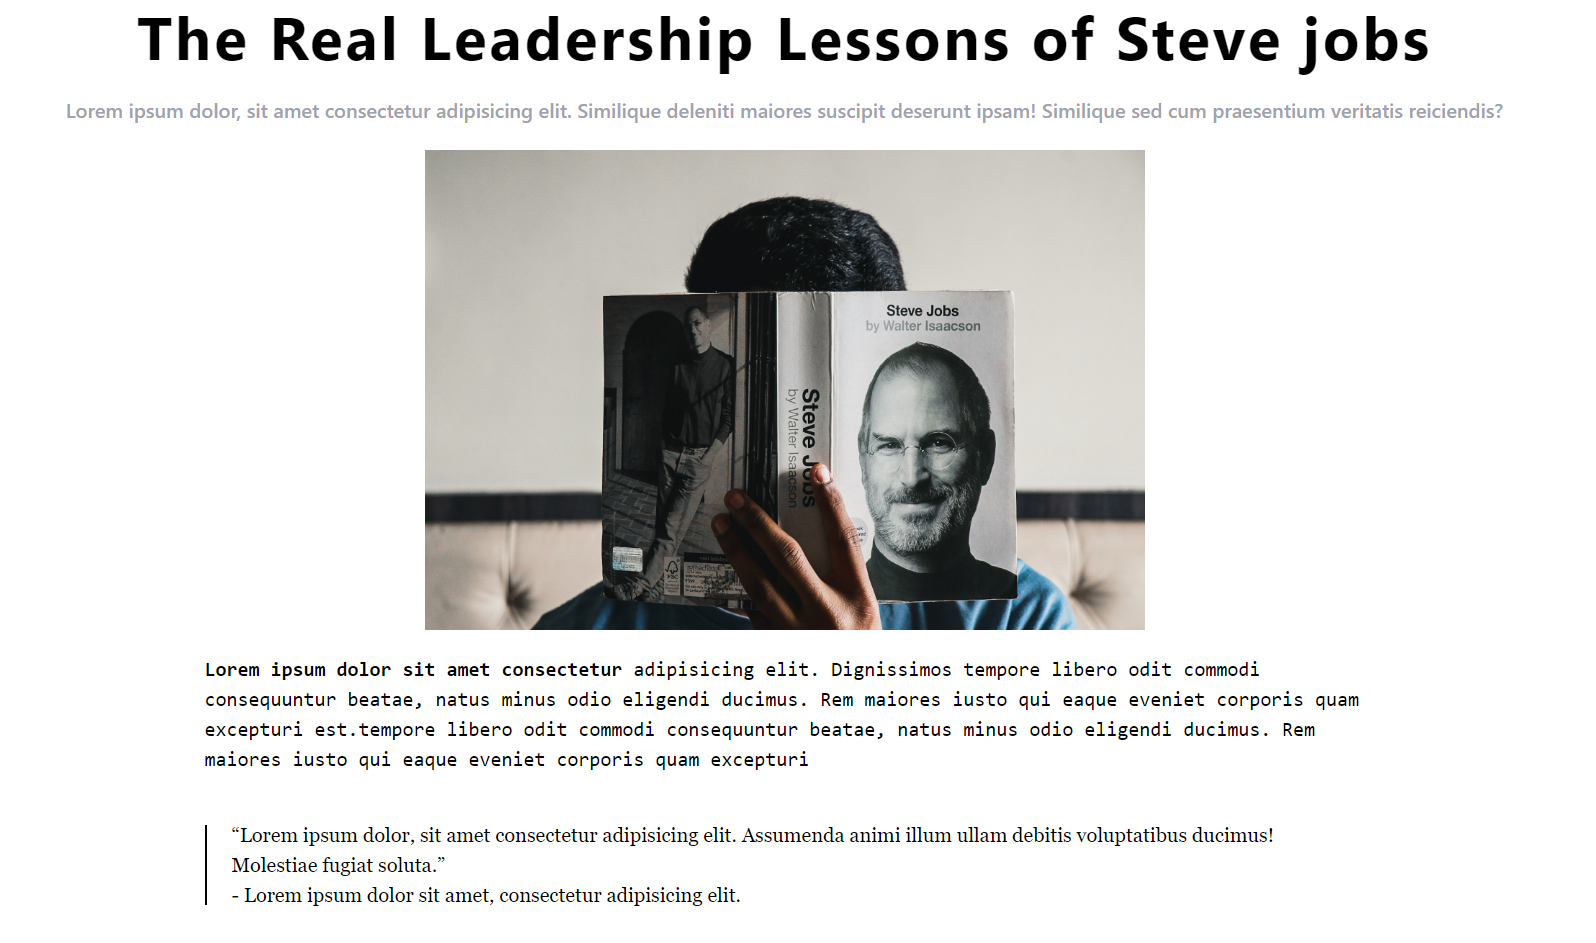 The Real Leadership Lessons of Steve jobs
Lorem ipsum dolor, sit amet consectetur adipisicing elit. Similique deleniti maiores suscipit deserunt ipsam! Similique sed cum praesentium veritatis reiciendis?
Steve Jobs
by Walter Isaacson
Steve Jobs
by Walter Isaacson
FSC
Lorem ipsum dolor sit amet consectetur adipisicing elit. Dignissimos tempore libero odit commodi
consequuntur beatae, natus minus odio eligendi ducimus. Rem maiores iusto qui eaque eveniet corporis quam
excepturi est.tempore libero odit commodi consequuntur beatae, natus minus odio eligendi ducimus. Rem
maiores iusto qui eaque eveniet corporis quam excepturi
“Lorem ipsum dolor, sit amet consectetur adipisicing elit. Assumenda animi illum ullam debitis voluptatibus ducimus!
Molestiae fugiat soluta.”
- Lorem ipsum dolor sit amet, consectetur adipisicing elit.